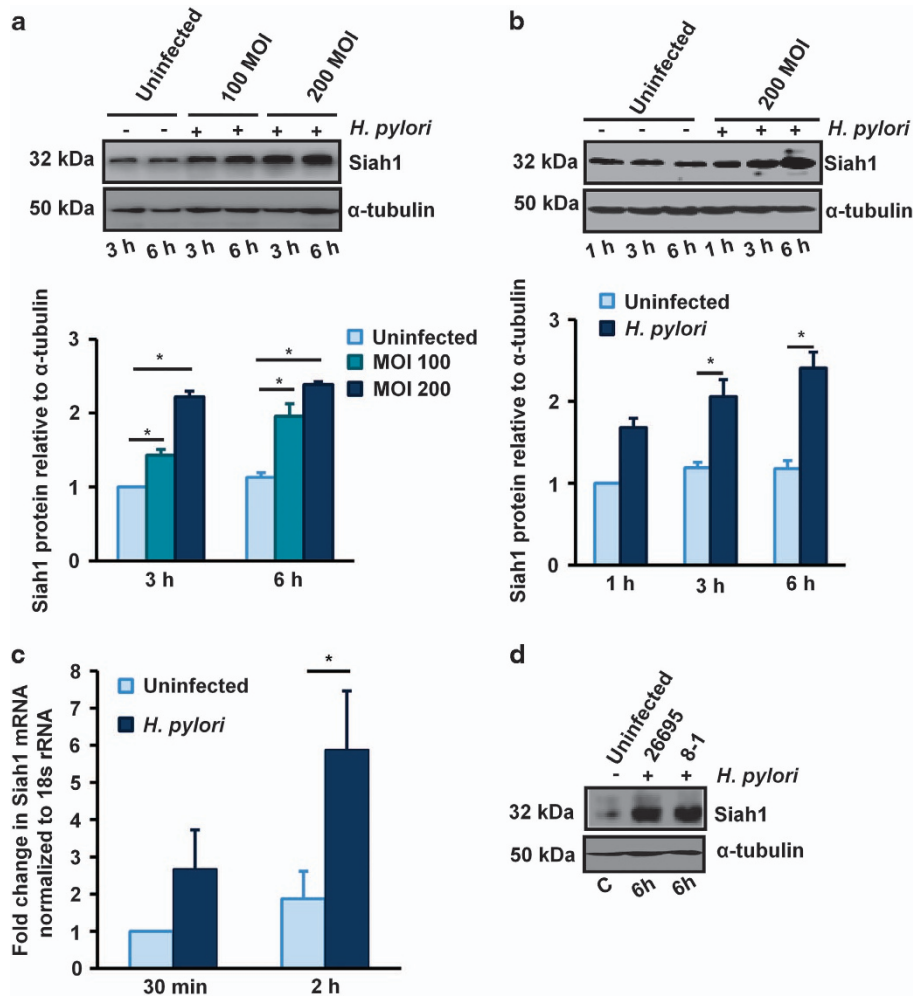 a
Uninfected
100 MOI
200 MOI
- - + + + + H. pylori
32 kDa Siah1
50 kDa α-tubulin
3 h 6 h 3 h 6 h 3 h 6 h
Siah1 protein relative to α-tubulin
3
2
1
0
* * * *
Uninfected
MOI 100
MOI 200
3 h 6 h
b
Uninfected
200 MOI
- - - + + + H. pylori
32 kDa Siah1
50 kDa α-tubulin
1 h 3 h 6 h 1 h 3 h 6 h
Siah1 protein relative to α-tubulin
3
2
1
0
Uninfected
H. pylori
* *
1 h 3 h 6 h
c
Fold change in Siah1 mRNA
normalized to 18s rRNA
8
7
6
5
4
3
2
1
0
Uninfected
H. pylori
*
30 min 2 h
d
Uninfected
26695
8-1
- + + H. pylori
32 kDa Siah1
50 kDa α-tubulin
C 6h 6h